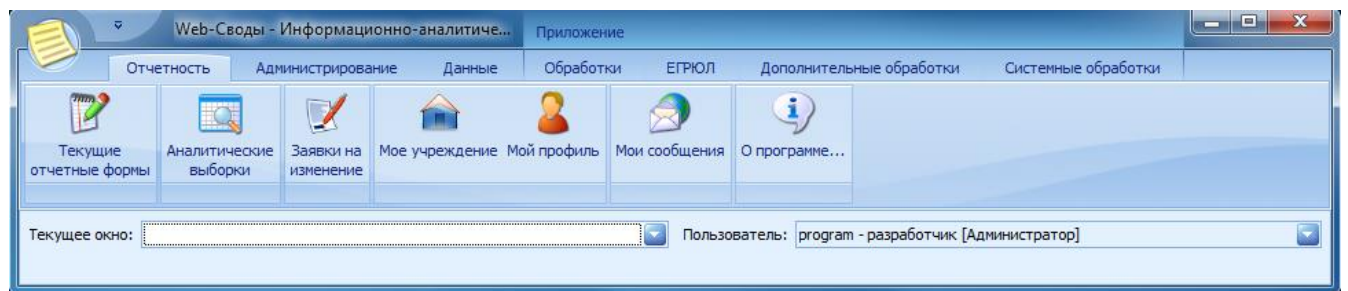 Web-Своды - Информационно-аналитиче... Приложение
Отчетность Администрирование Данные Обработки ЕГРЮЛ Дополнительные обработки Системные обработки
Текущие отчетные формы
Аналитические выборки
Заявки на изменение
Мое учреждение
Мой профиль
Мои сообщения
О программе...
Текущее окно: Пользователь: program - разработчик [Администратор]